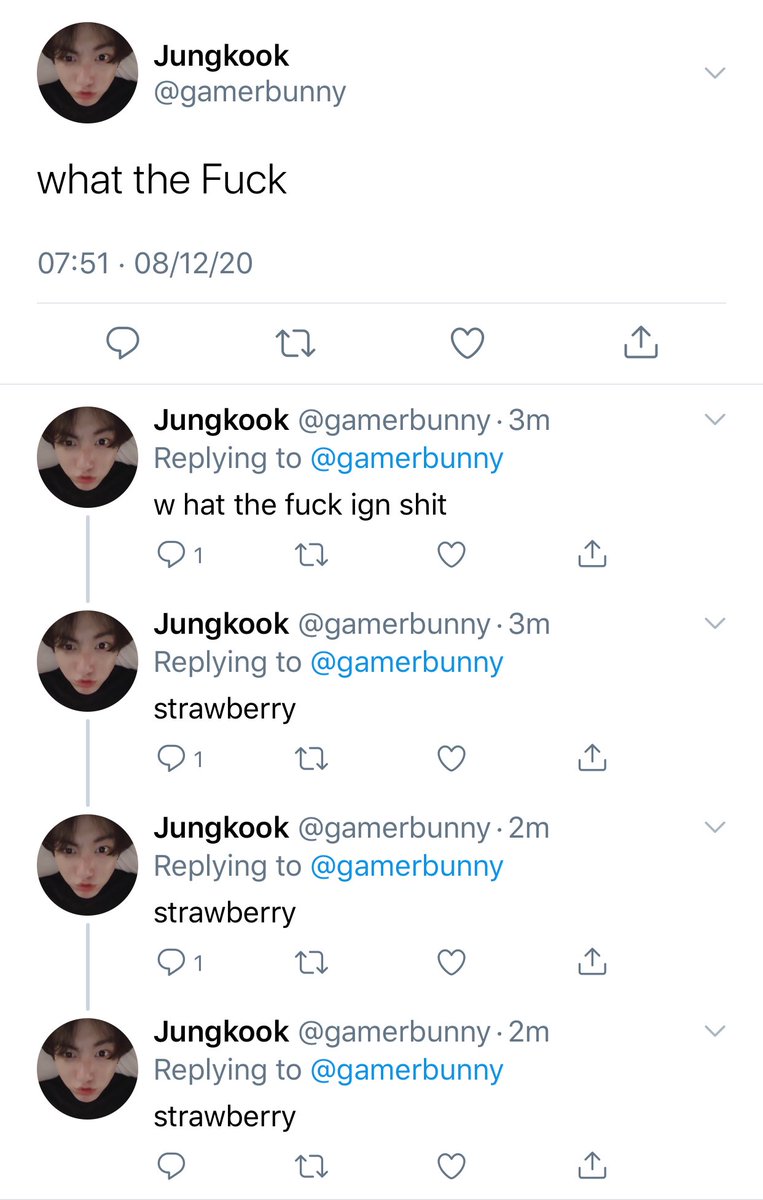 Jungkook
@gamerbunny
what the Fuck
07:51 · 08/12/20
Jungkook @gamerbunny · 3m
Replying to @gamerbunny
w hat the fuck ign shit
1
Jungkook @gamerbunny · 3m
Replying to @gamerbunny
strawberry
1
Jungkook @gamerbunny · 2m
Replying to @gamerbunny
strawberry
1
Jungkook @gamerbunny · 2m
Replying to @gamerbunny
strawberry